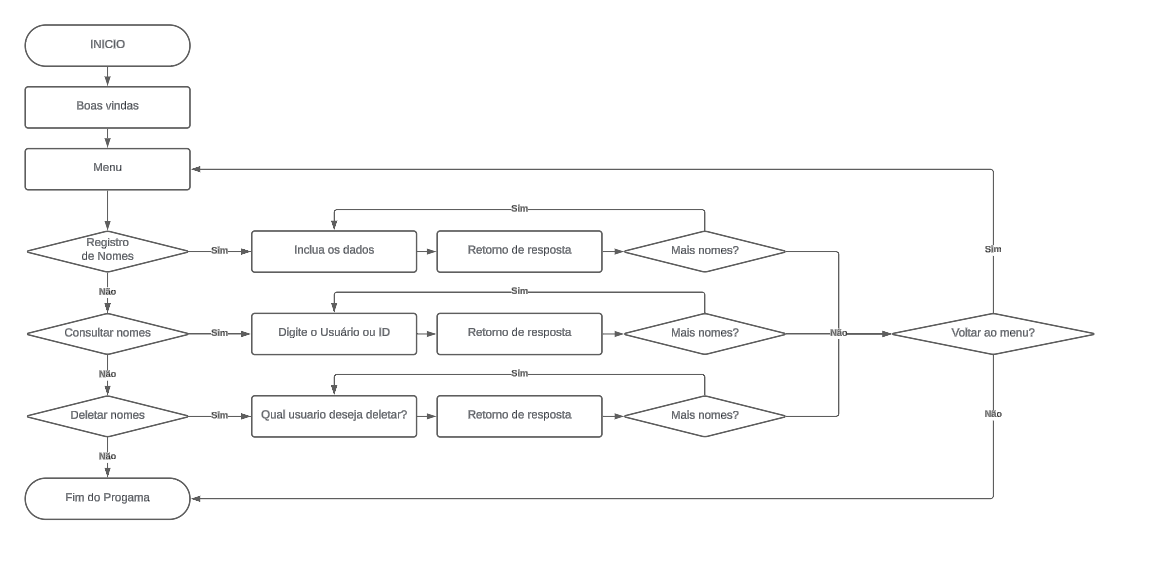 INICIO
Boas vindas
Menu
Sim
Registro
de Nomes
Sim
Inclua os dados
Retorno de resposta
Mais nomes?
Sim
Não
Sim
Consultar nomes
Sim
Digite o Usuário ou ID
Retorno de resposta
Mais nomes?
Não
Voltar ao menu?
Não
Sim
Deletar nomes
Sim
Qual usuario deseja deletar?
Retorno de resposta
Mais nomes?
Não
Não
Fim do Progama